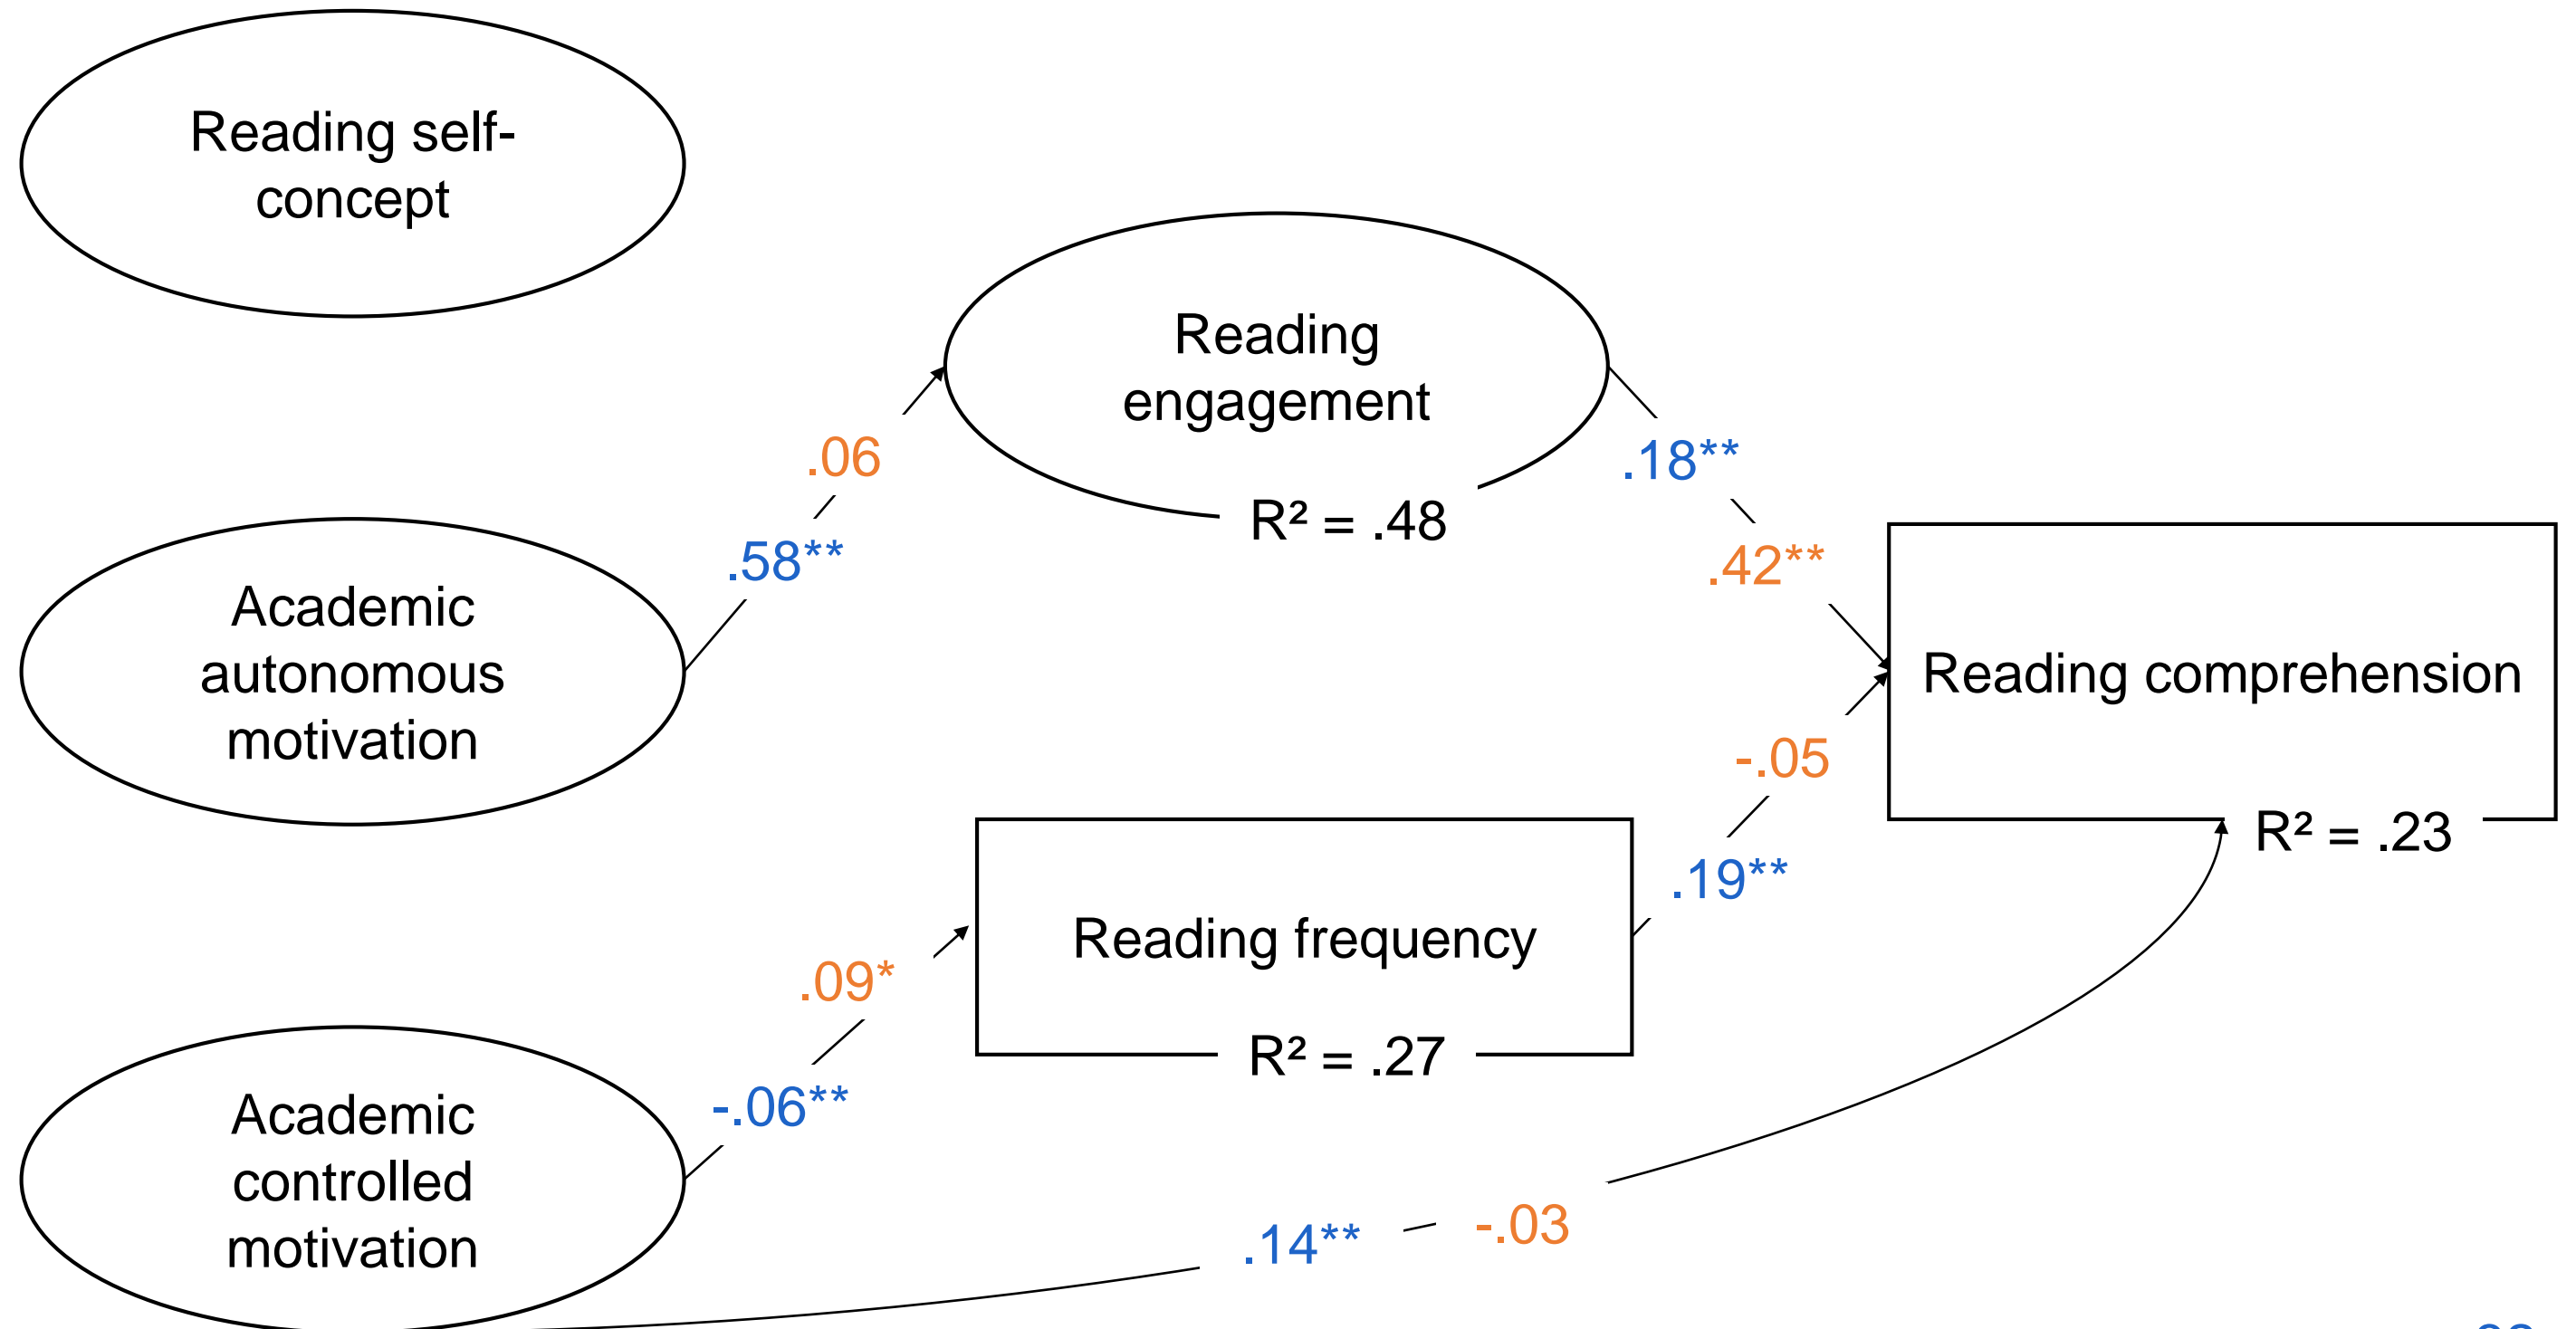 Reading self-
concept
Reading
engagement
.06
.18**
R² = .48
.58**
.42**
Academic
autonomous
motivation
Reading comprehension
-.05
R² = .23
.19**
Reading frequency
.09*
R² = .27
-.06**
Academic
controlled
motivation
.14**
-.03